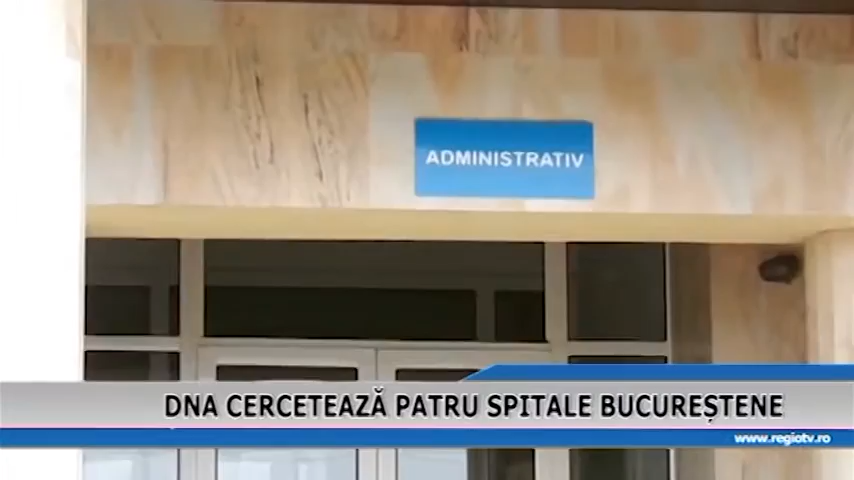 ADMINISTRATIV
DNA CERCETEAZĂ PATRU SPITALE BUCUREȘTENE
www.regiotv.ro